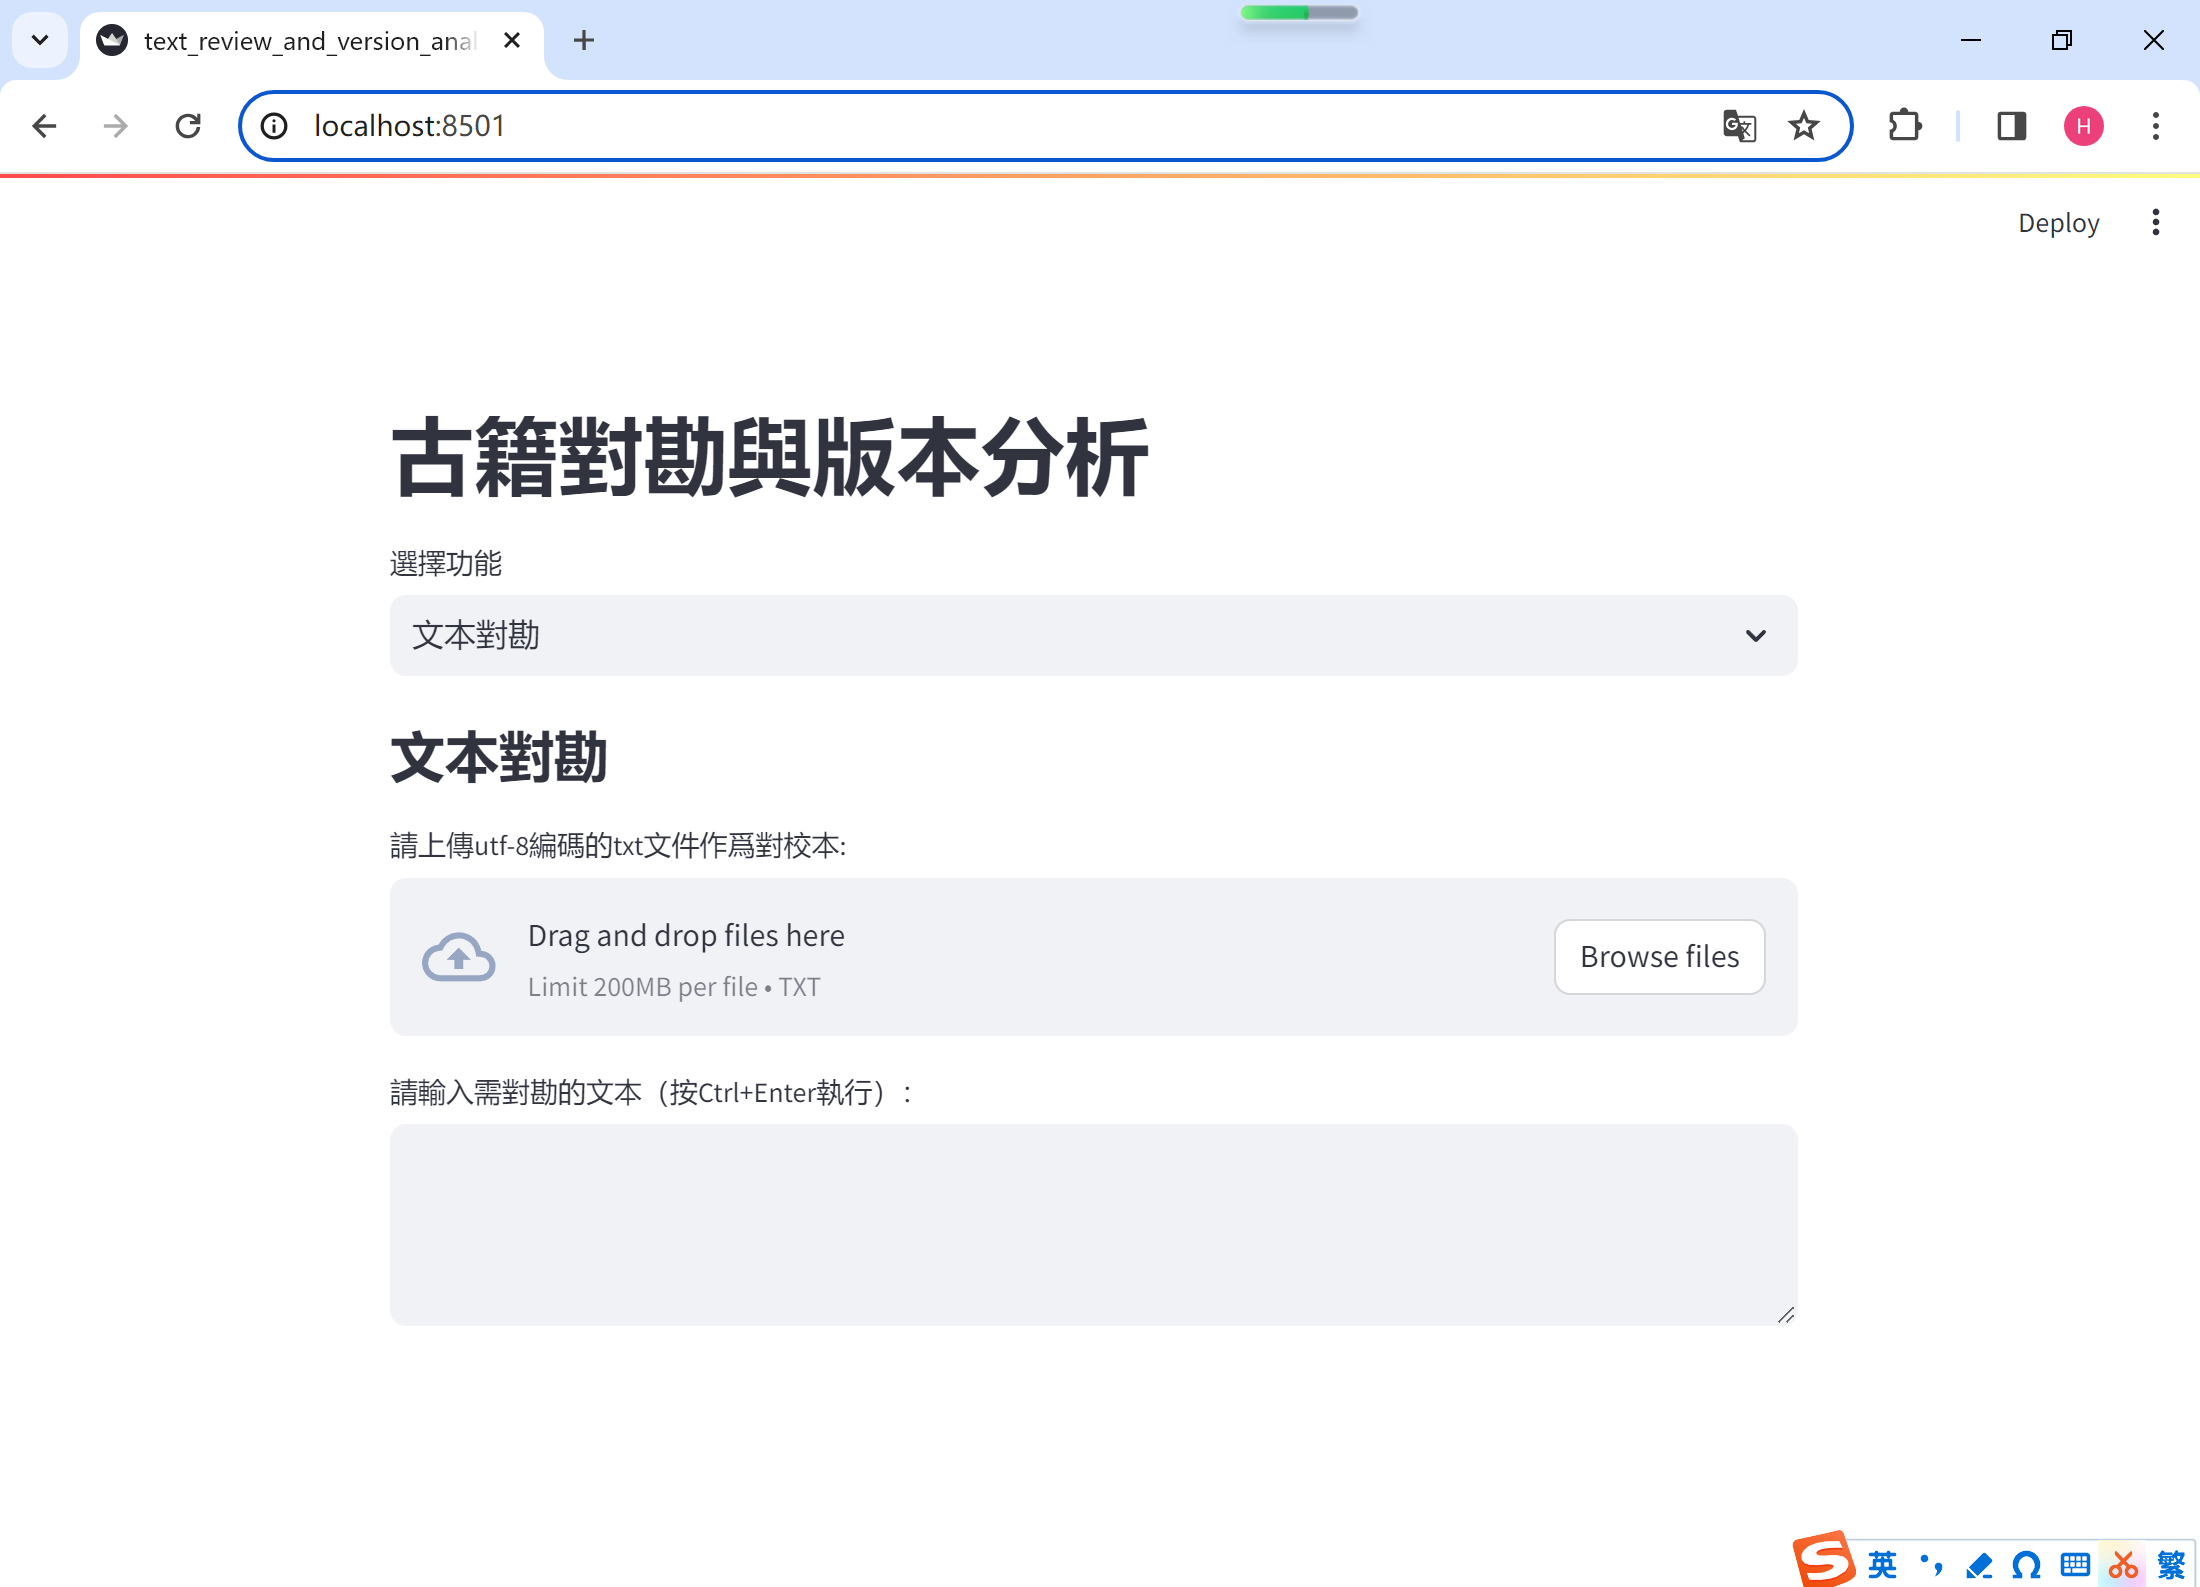 text_review_and_version_anal
localhost:8501
H
Deploy
古籍對勘與版本分析
選擇功能
文本對勘
文本對勘
請上傳utf-8編碼的txt文件作爲對校本:
Drag and drop files here
Limit 200MB per file • TXT
Browse files
請輸入需對勘的文本（按Ctrl+Enter執行）:
S 英 繁